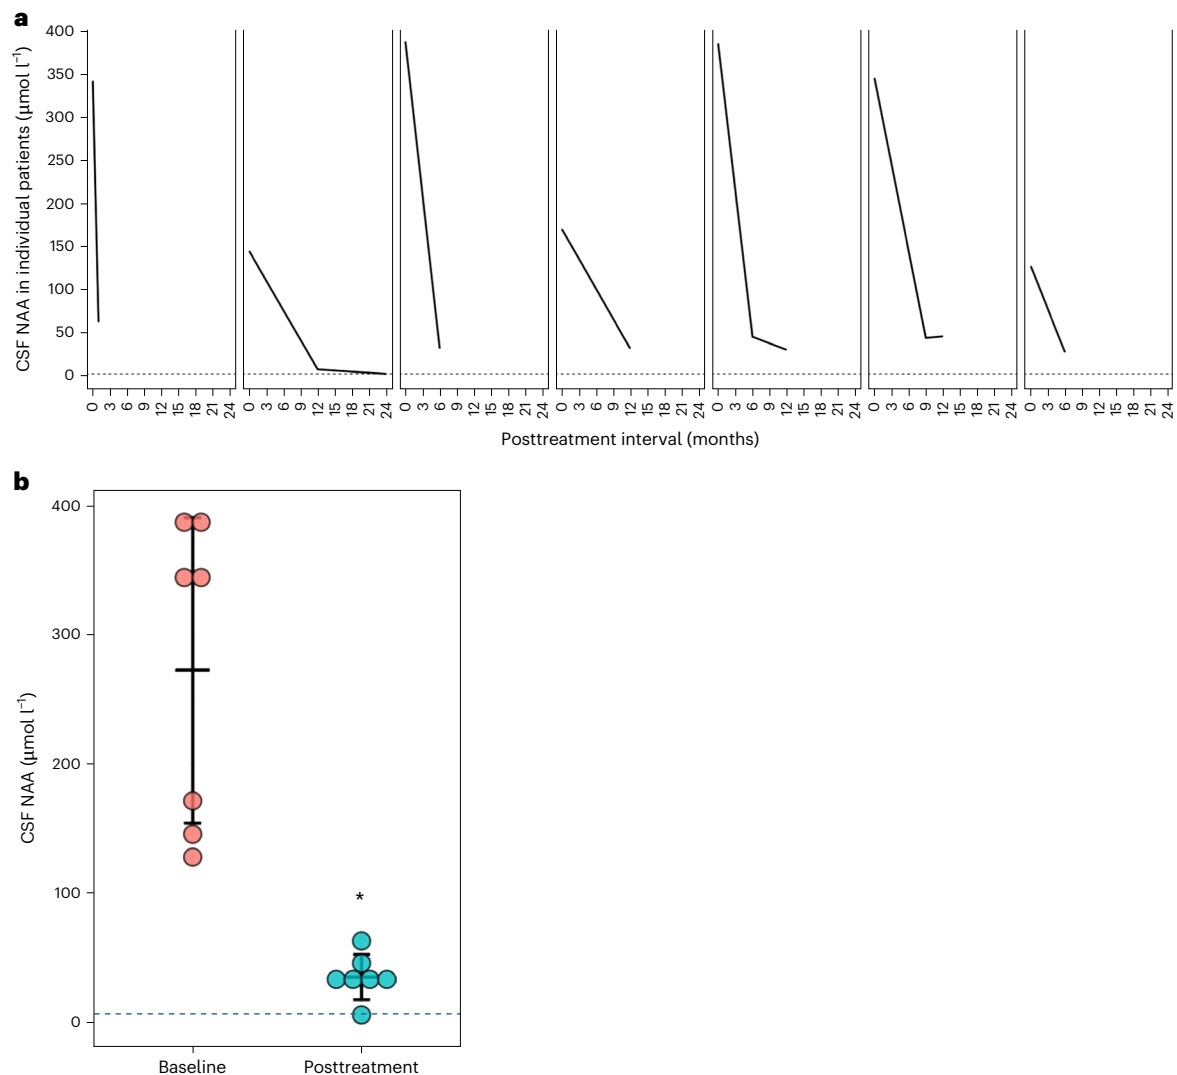 a
CSF NAA in individual patients (µmol l⁻¹)
400
350
300
250
200
150
100
50
0
0 3 6 9 12 15 18 21 24 0 3 6 9 12 15 18 21 24 0 3 6 9 12 15 18 21 24 0 3 6 9 12 15 18 21 24 0 3 6 9 12 15 18 21 24 0 3 6 9 12 15 18 21 24 0 3 6 9 12 15 18 21 24
Posttreatment interval (months)
b
CSF NAA (µmol l⁻¹)
400
300
200
100
0
*
Baseline Posttreatment